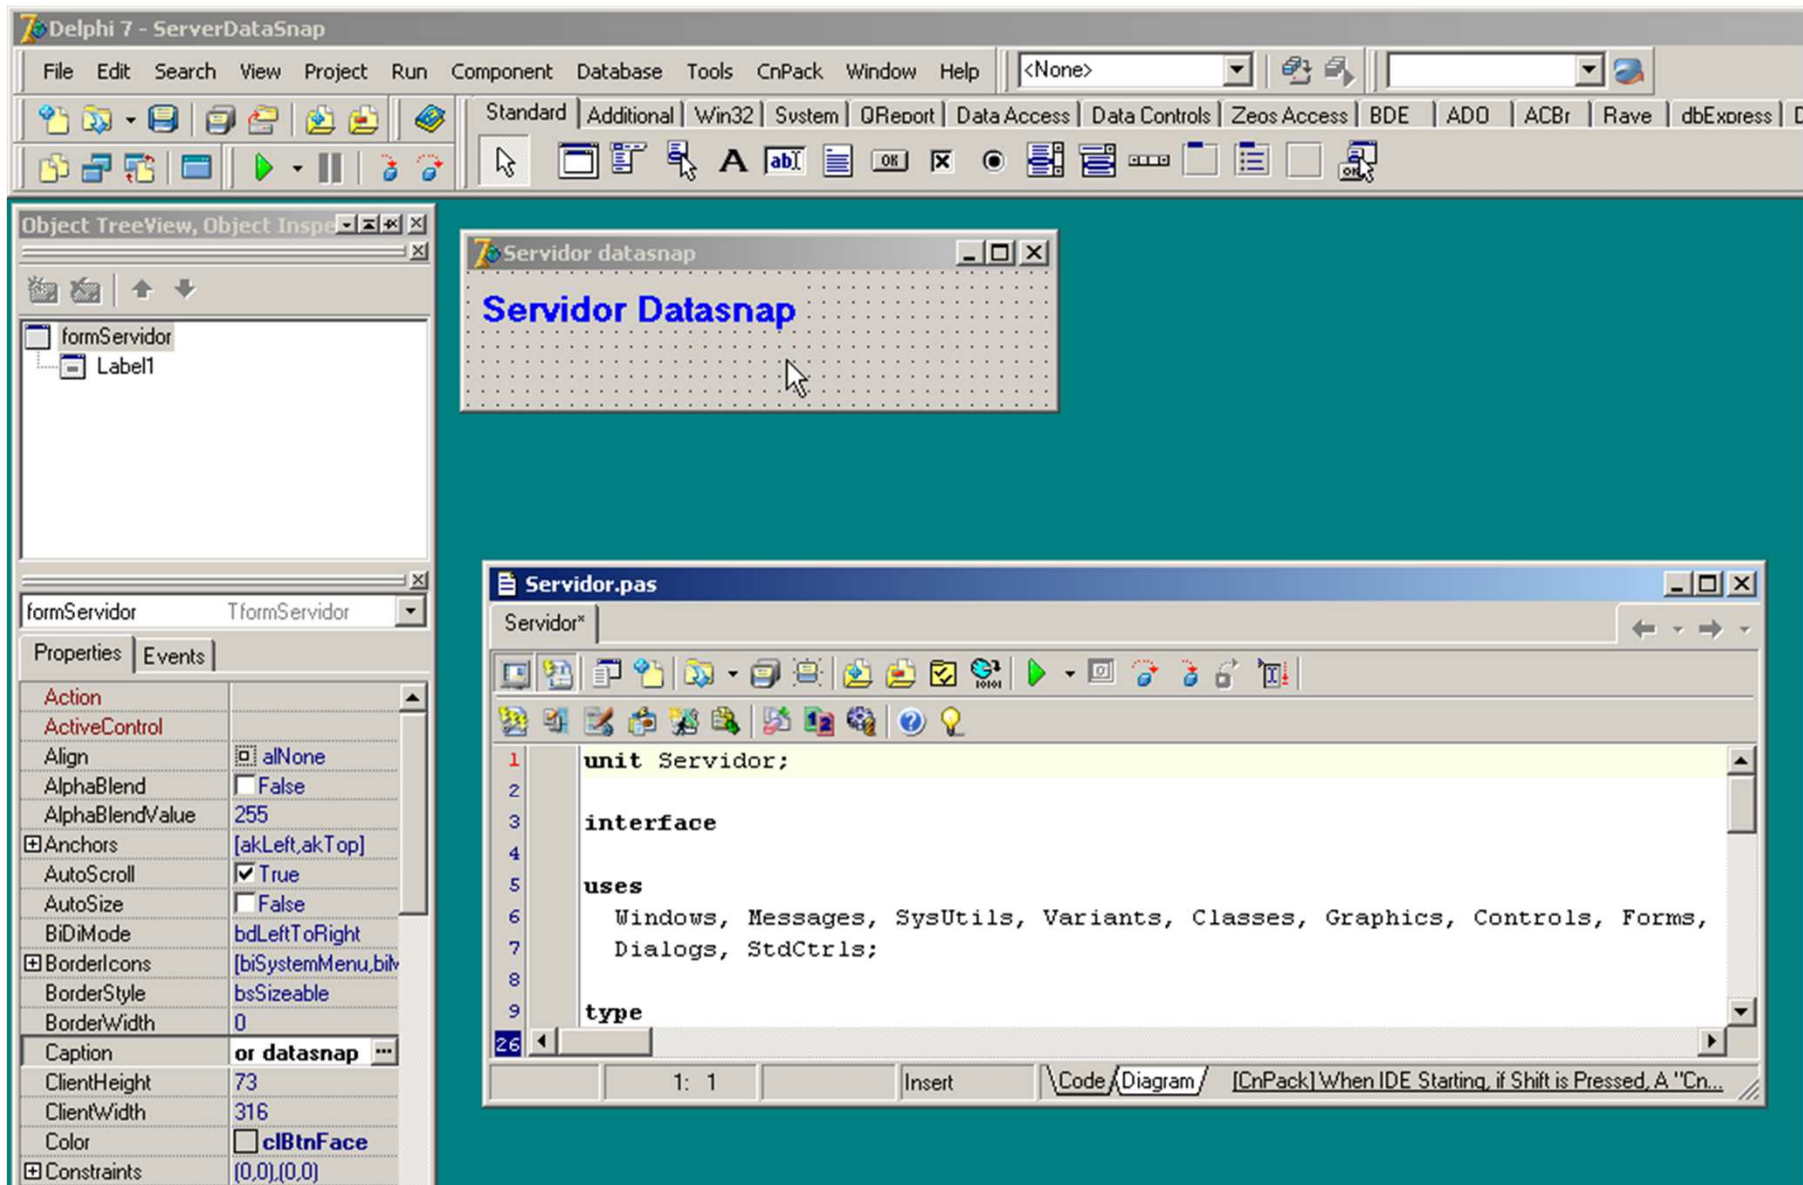 Delphi 7 - ServerDataSnap
File Edit Search View Project Run Component Database Tools CnPack Window Help <None>
Standard Additional Win32 System QReport Data Access Data Controls Zeos Access BDE ADO ACBr Rave dbExpress D
Object TreeView, Object Inspe
formServidor
Label1
formServidor TformServidor
Properties Events
Action
ActiveControl
Align alNone
AlphaBlend False
AlphaBlendValue 255
Anchors [akLeft,akTop]
AutoScroll True
AutoSize False
BiDiMode bdLeftToRight
BorderIcons [biSystemMenu,biM
BorderStyle bsSizeable
BorderWidth 0
Caption or datasnap ...
ClientHeight 73
ClientWidth 316
Color clBtnFace
Constraints (0,0),(0,0)
Servidor datasnap
Servidor Datasnap
Servidor.pas
Servidor*
1 unit Servidor;
2
3 interface
4
5 uses
6 Windows, Messages, SysUtils, Variants, Classes, Graphics, Controls, Forms,
7 Dialogs, StdCtrls;
8
9 type
26
1: 1 Insert Code Diagram [CnPack] When IDE Starting, if Shift is Pressed, A "Cn...